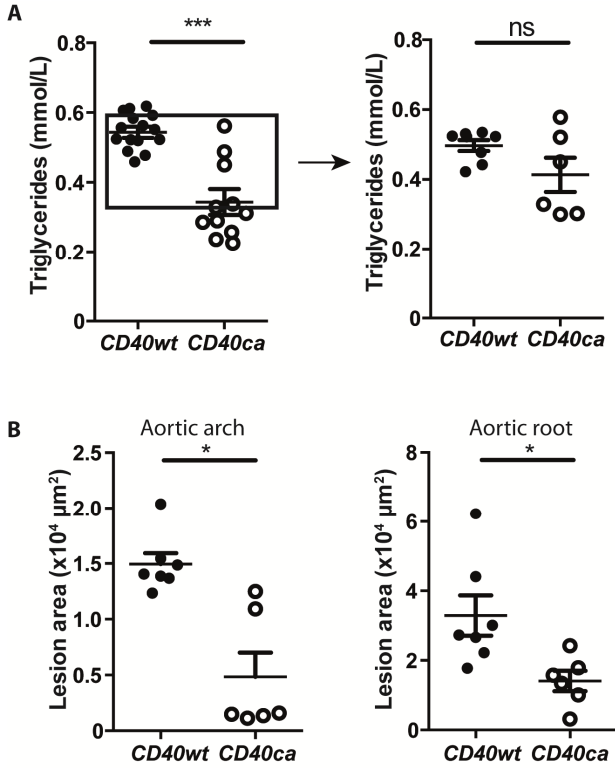 A
*** ns
Triglycerides (mmol/L)
0.8
0.6
0.4
0.2
0
CD40wt CD40ca
Triglycerides (mmol/L)
0.8
0.6
0.4
0.2
0
CD40wt CD40ca
B
Aortic arch
*
Lesion area (x10⁴ µm²)
2.5
2.0
1.5
1.0
0.5
0
CD40wt CD40ca
Aortic root
*
Lesion area (x10⁴ µm²)
8
6
4
2
0
CD40wt CD40ca